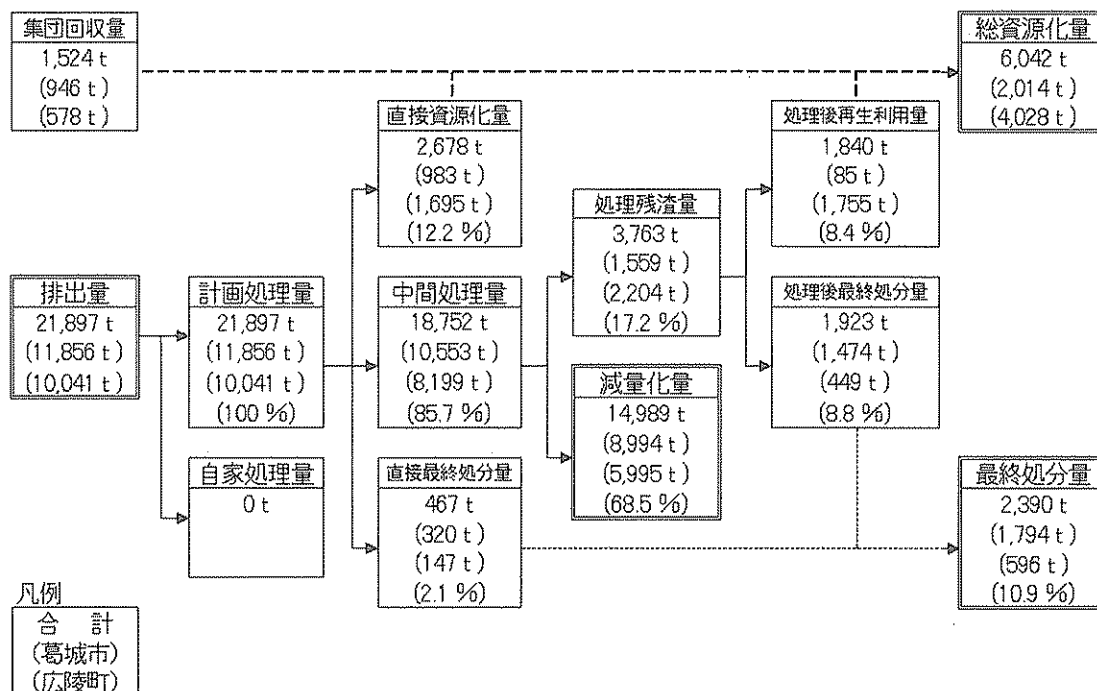 集団回収量
1,524 t
(946 t)
(578 t)
総資源化量
6,042 t
(2,014 t)
(4,028 t)
直接資源化量
2,678 t
(983 t)
(1,695 t)
(12.2 %)
処理後再生利用量
1,840 t
(85 t)
(1,755 t)
(8.4 %)
処理残渣量
3,763 t
(1,559 t)
(2,204 t)
(17.2 %)
排出量
21,897 t
(11,856 t)
(10,041 t)
計画処理量
21,897 t
(11,856 t)
(10,041 t)
(100 %)
中間処理量
18,752 t
(10,553 t)
(8,199 t)
(85.7 %)
処理後最終処分量
1,923 t
(1,474 t)
(449 t)
(8.8 %)
減量化量
14,989 t
(8,994 t)
(5,995 t)
(68.5 %)
自家処理量
0 t
直接最終処分量
467 t
(320 t)
(147 t)
(2.1 %)
最終処分量
2,390 t
(1,794 t)
(596 t)
(10.9 %)
凡例
合　計
(葛城市)
(広陵町)